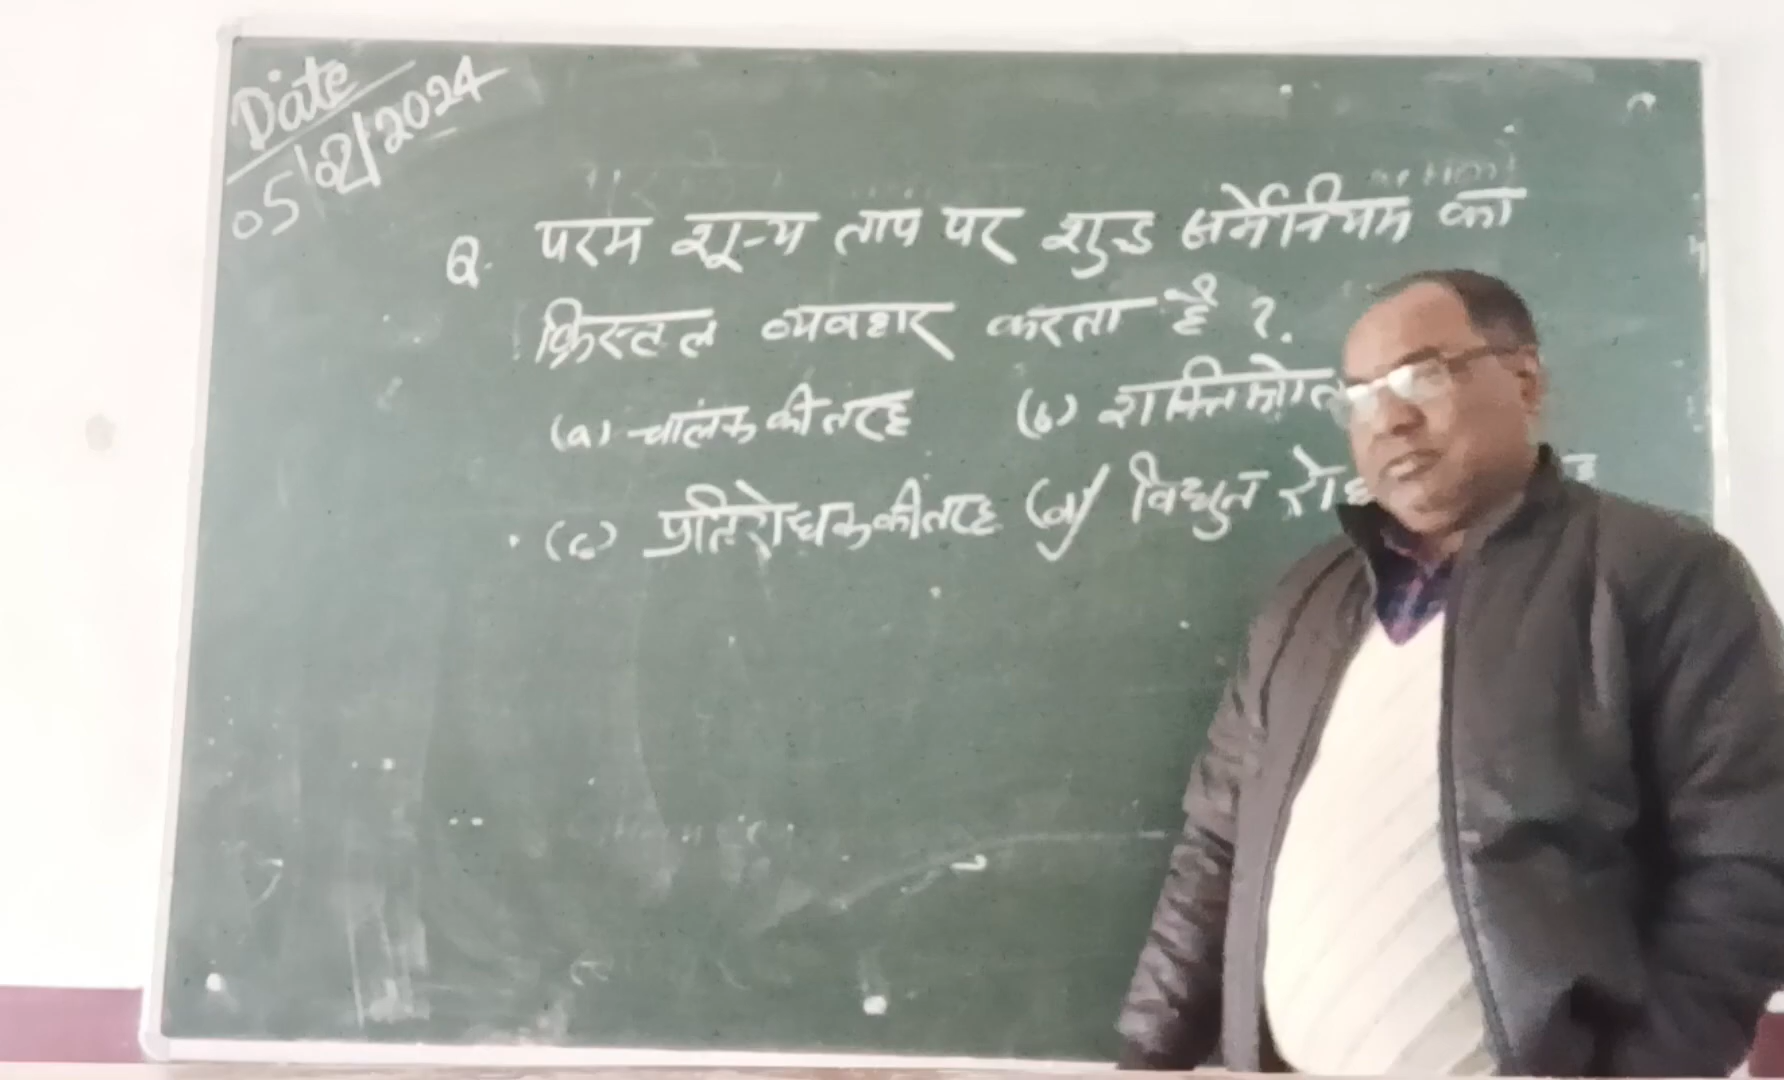 Date
05/02/2024
Q. परम शून्य ताप पर शुद्ध जर्मेनियम का
क्रिस्टल व्यवहार करता है ?.
(a) चालक की तरह (b)
(c) प्रतिरोधक की तरह (d) विद्युत